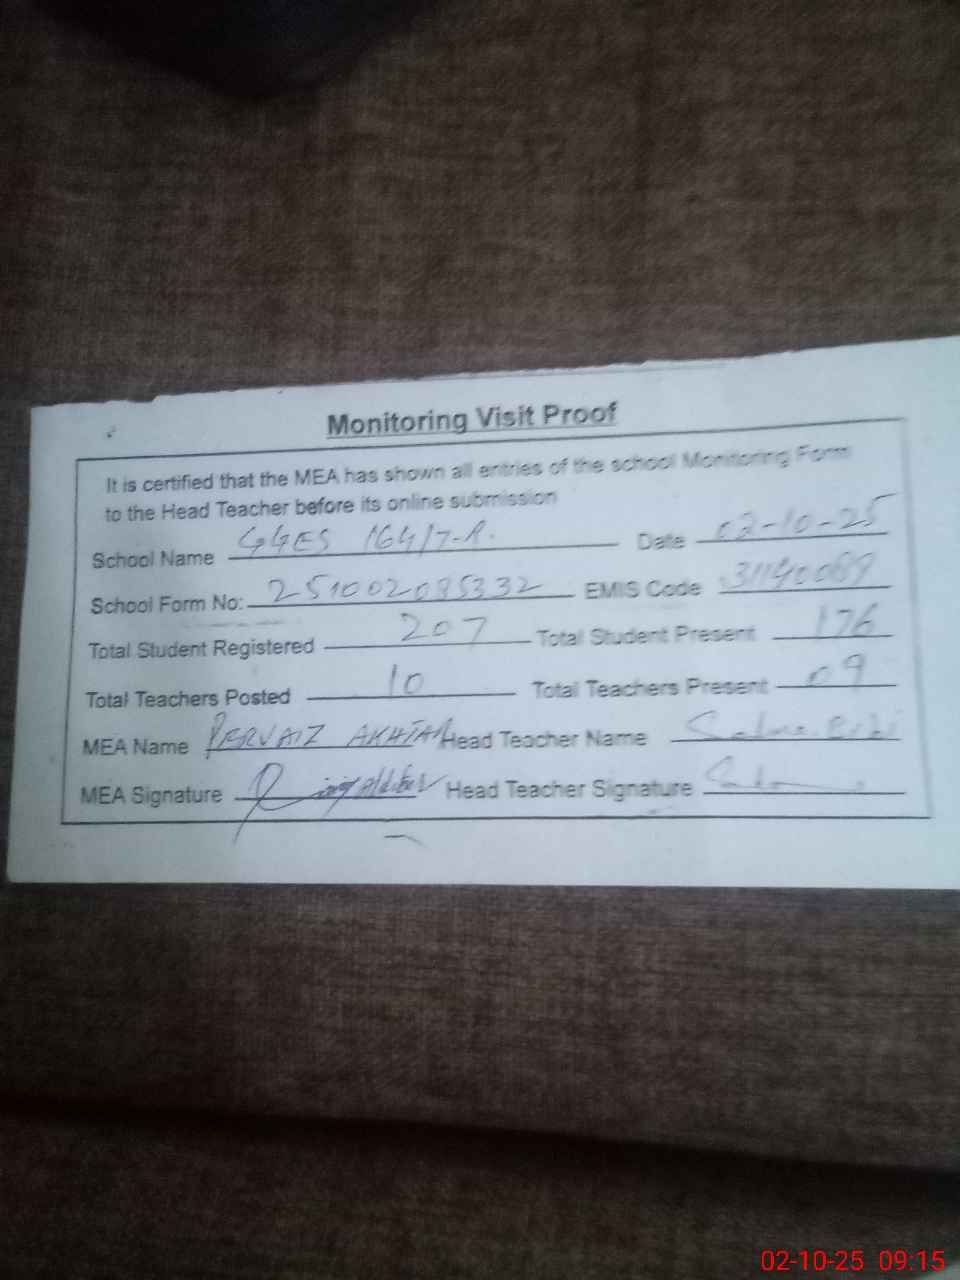 Monitoring Visit Proof
It is certified that the MEA has shown all entries of the school Monitoring Form
to the Head Teacher before its online submission
School Name GGES 164/7-R. Date 02-10-25
School Form No: 251002085332 EMIS Code 31140089
Total Student Registered 207 Total Student Present 176
Total Teachers Posted 10 Total Teachers Present 09
MEA Name PERVAIZ AKHTAR Head Teacher Name Salma Bibi
MEA Signature Head Teacher Signature
02-10-25 09:15